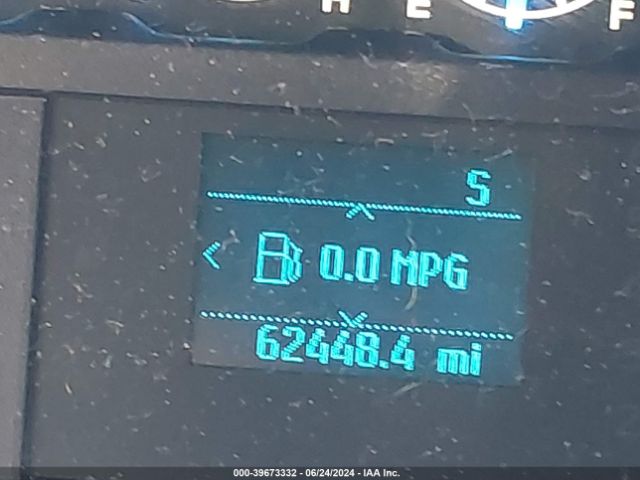 H E F
S
0.0 MPG
62448.4 mi
000-39673332 - 06/24/2024 - IAA Inc.